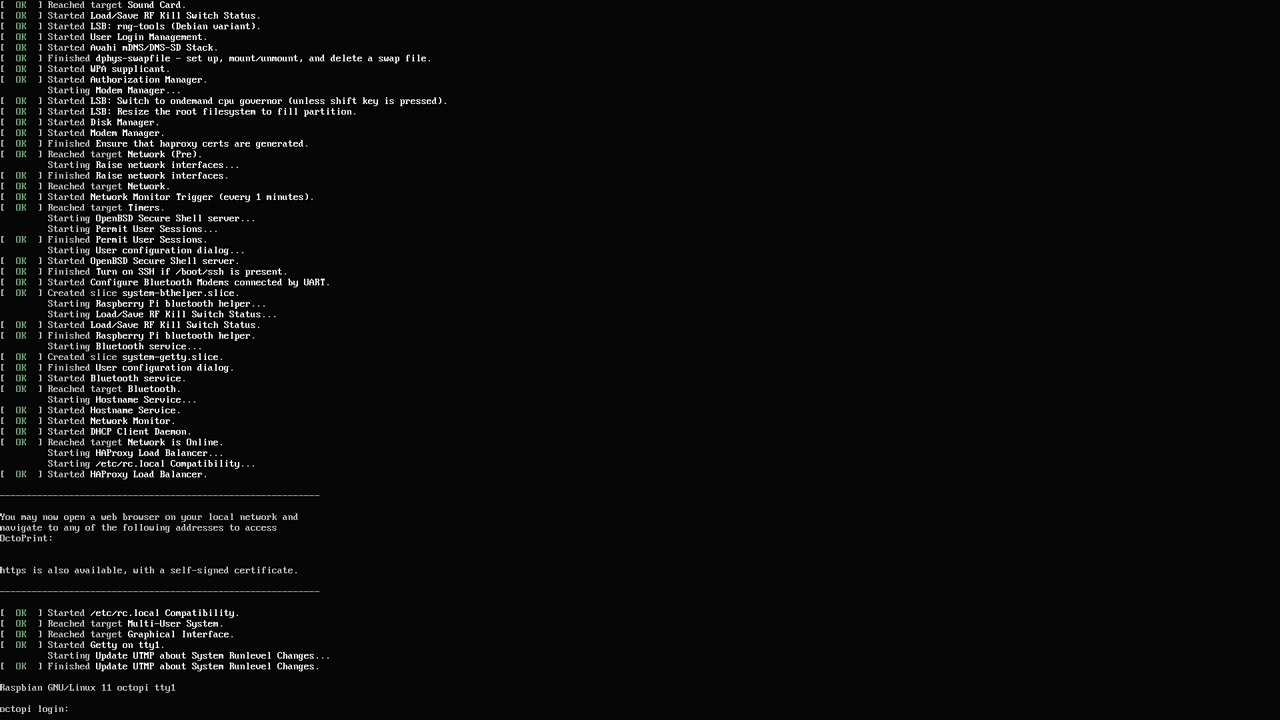 [  OK  ] Reached target Sound Card.
[  OK  ] Started Load/Save RF Kill Switch Status.
[  OK  ] Started LSB: rng-tools (Debian variant).
[  OK  ] Started User Login Management.
[  OK  ] Started Avahi mDNS/DNS-SD Stack.
[  OK  ] Finished dphys-swapfile - set up, mount/unmount, and delete a swap file.
[  OK  ] Started WPA supplicant.
[  OK  ] Started Authorization Manager.
         Starting Modem Manager...
[  OK  ] Started LSB: Switch to ondemand cpu governor (unless shift key is pressed).
[  OK  ] Started LSB: Resize the root filesystem to fill partition.
[  OK  ] Started Disk Manager.
[  OK  ] Started Modem Manager.
[  OK  ] Finished Ensure that haproxy certs are generated.
[  OK  ] Reached target Network (Pre).
         Starting Raise network interfaces...
[  OK  ] Finished Raise network interfaces.
[  OK  ] Reached target Network.
[  OK  ] Started Network Monitor Trigger (every 1 minutes).
[  OK  ] Reached target Timers.
         Starting OpenBSD Secure Shell server...
         Starting Permit User Sessions...
[  OK  ] Finished Permit User Sessions.
         Starting User configuration dialog...
[  OK  ] Started OpenBSD Secure Shell server.
[  OK  ] Finished Turn on SSH if /boot/ssh is present.
[  OK  ] Started Configure Bluetooth Modems connected by UART.
[  OK  ] Created slice system-bthelper.slice.
         Starting Raspberry Pi bluetooth helper...
         Starting Load/Save RF Kill Switch Status...
[  OK  ] Started Load/Save RF Kill Switch Status.
[  OK  ] Finished Raspberry Pi bluetooth helper.
         Starting Bluetooth service...
[  OK  ] Created slice system-getty.slice.
[  OK  ] Finished User configuration dialog.
[  OK  ] Started Bluetooth service.
[  OK  ] Reached target Bluetooth.
         Starting Hostname Service...
[  OK  ] Started Hostname Service.
[  OK  ] Started Network Monitor.
[  OK  ] Started DHCP Client Daemon.
[  OK  ] Reached target Network is Online.
         Starting HAProxy Load Balancer...
         Starting /etc/rc.local Compatibility...
[  OK  ] Started HAProxy Load Balancer.
------------------------------------------------------------
You may now open a web browser on your local network and
navigate to any of the following addresses to access
OctoPrint:
https is also available, with a self-signed certificate.
------------------------------------------------------------
[  OK  ] Started /etc/rc.local Compatibility.
[  OK  ] Reached target Multi-User System.
[  OK  ] Reached target Graphical Interface.
[  OK  ] Started Getty on tty1.
         Starting Update UTMP about System Runlevel Changes...
[  OK  ] Finished Update UTMP about System Runlevel Changes.
Raspbian GNU/Linux 11 octopi tty1
octopi login: